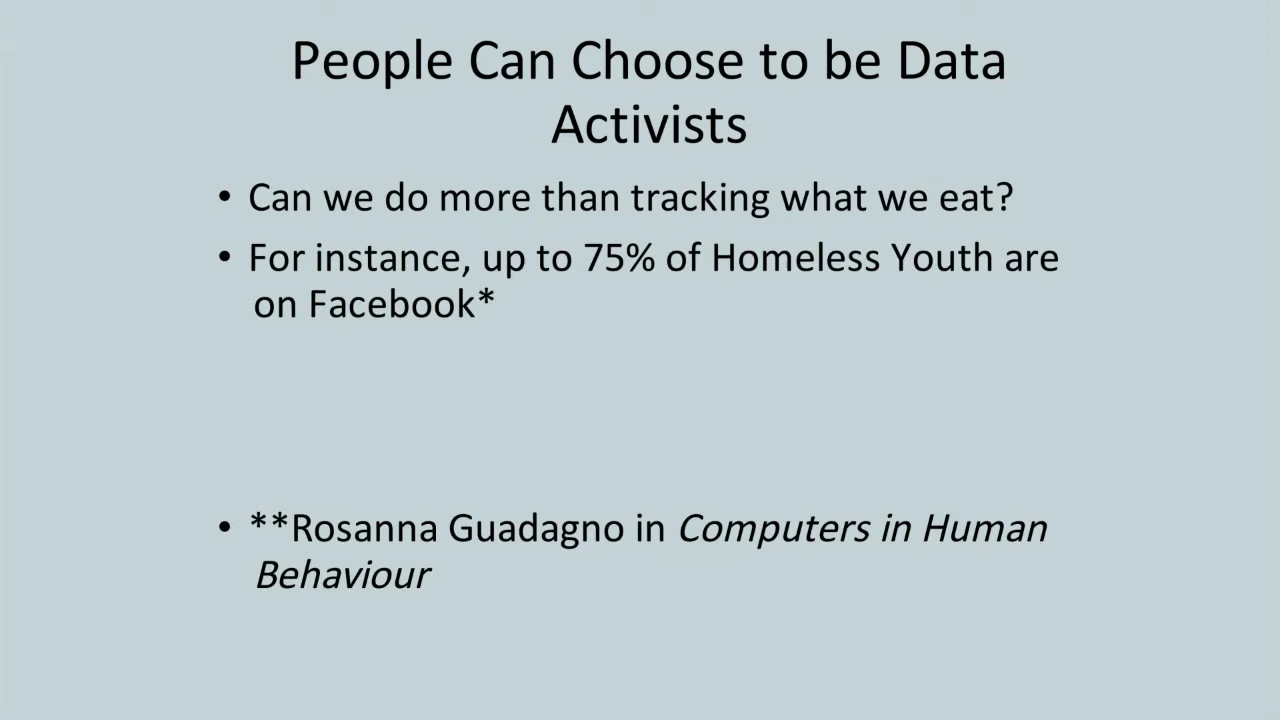 People Can Choose to be Data
Activists
• Can we do more than tracking what we eat?
• For instance, up to 75% of Homeless Youth are
on Facebook*
• **Rosanna Guadagno in Computers in Human
Behaviour